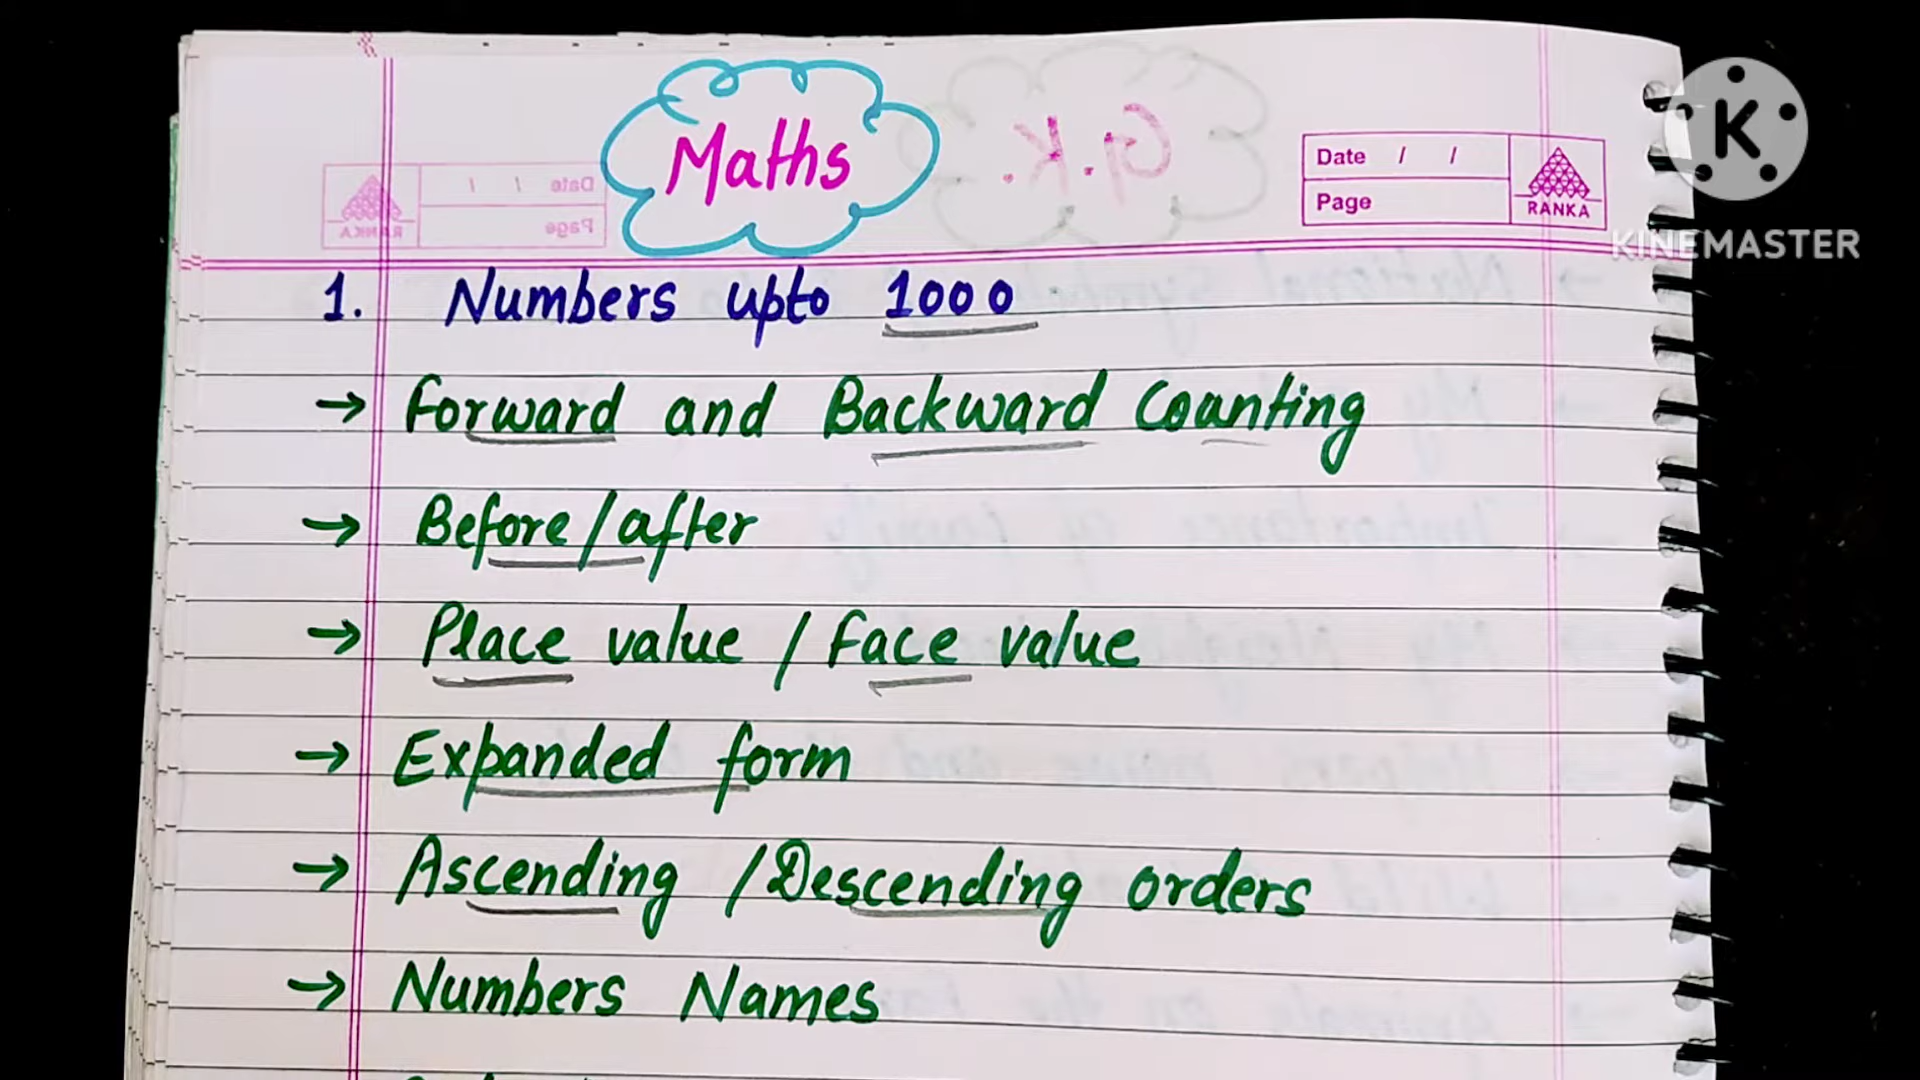 Maths
G.K.
Date / /
Page
RANKA
KINEMASTER
1. Numbers upto 1000
→ Forward and Backward Counting
→ Before/after
→ Place value / Face value
→ Expanded form
→ Ascending /Descending orders
→ Numbers Names